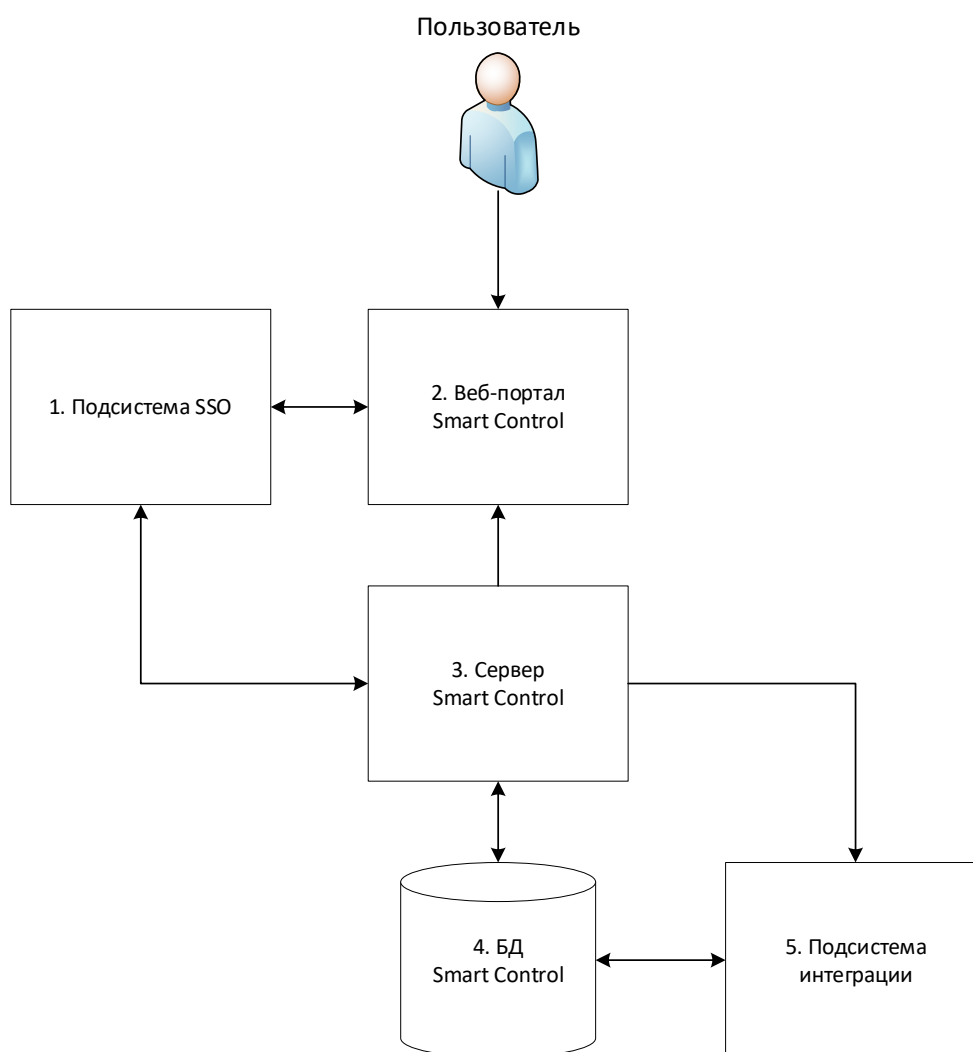 Пользователь
1. Подсистема SSO
2. Веб-портал
Smart Control
3. Сервер
Smart Control
4. БД
Smart Control
5. Подсистема
интеграции